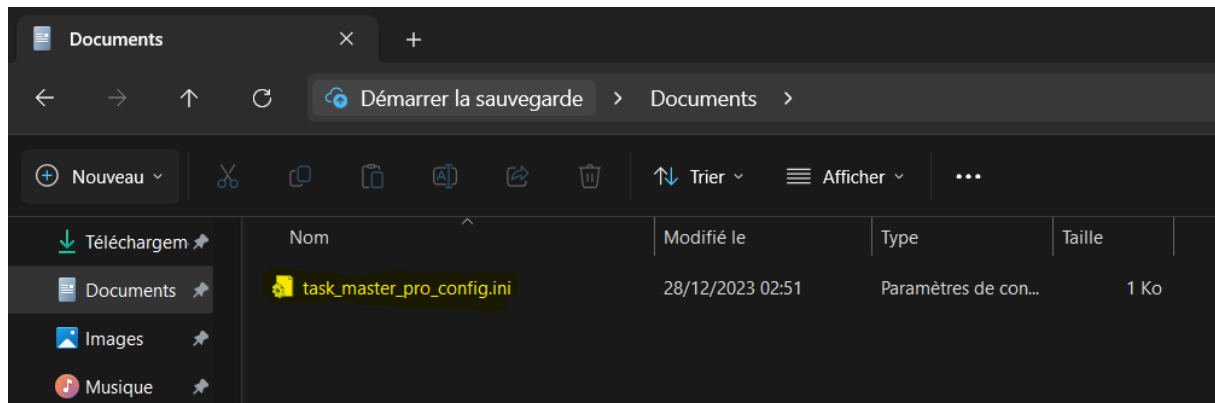 Documents
Démarrer la sauvegarde > Documents >
Nouveau Trier Afficher
Nom Modifié le Type Taille
Téléchargem
Documents task_master_pro_config.ini 28/12/2023 02:51 Paramètres de con... 1 Ko
Images
Musique